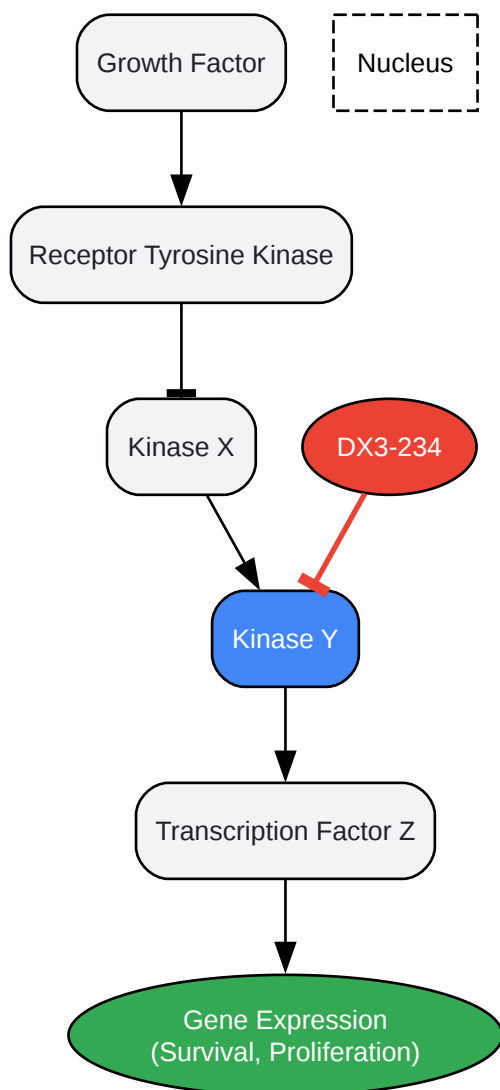 Growth Factor
Nucleus
Receptor Tyrosine Kinase
Kinase X
DX3-234
Kinase Y
Transcription Factor Z
Gene Expression
(Survival, Proliferation)